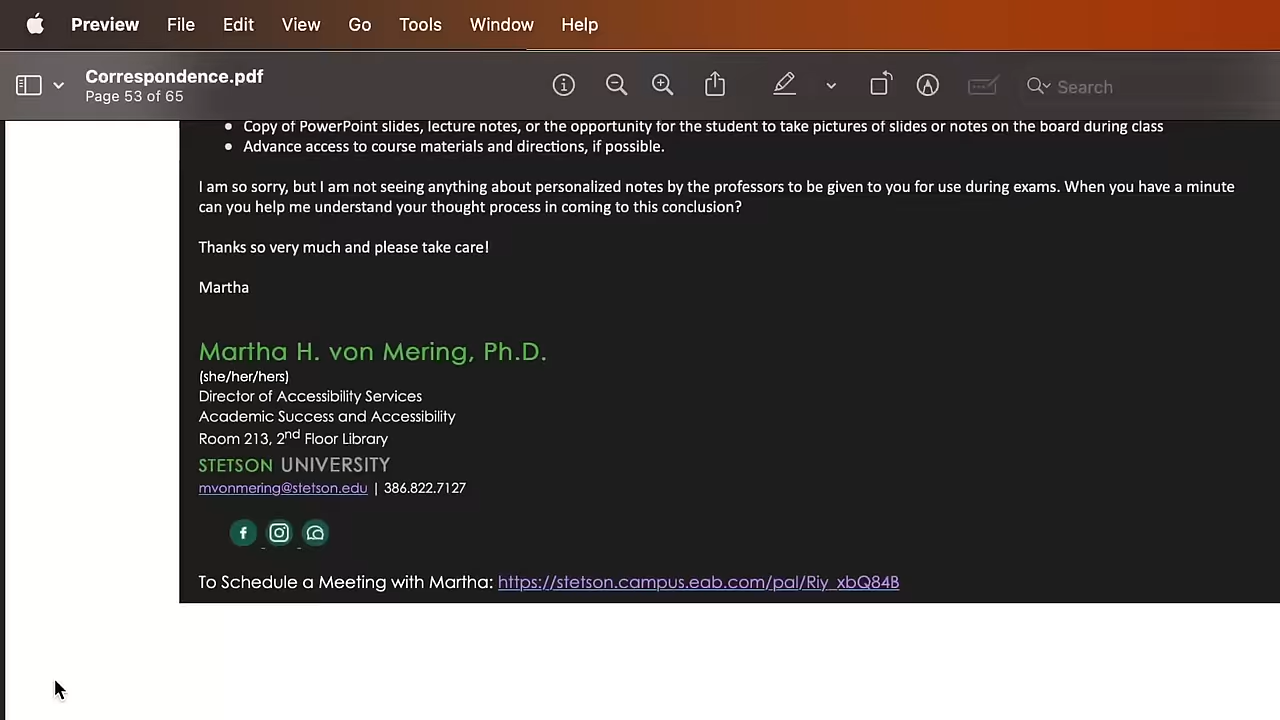 Preview File Edit View Go Tools Window Help
Correspondence.pdf
Page 53 of 65
Search
• Copy of PowerPoint slides, lecture notes, or the opportunity for the student to take pictures of slides or notes on the board during class
• Advance access to course materials and directions, if possible.
I am so sorry, but I am not seeing anything about personalized notes by the professors to be given to you for use during exams. When you have a minute
can you help me understand your thought process in coming to this conclusion?
Thanks so very much and please take care!
Martha
Martha H. von Mering, Ph.D.
(she/her/hers)
Director of Accessibility Services
Academic Success and Accessibility
Room 213, 2nd Floor Library
STETSON UNIVERSITY
mvonmering@stetson.edu | 386.822.7127
To Schedule a Meeting with Martha: https://stetson.campus.eab.com/pal/Riy_xbQ84B